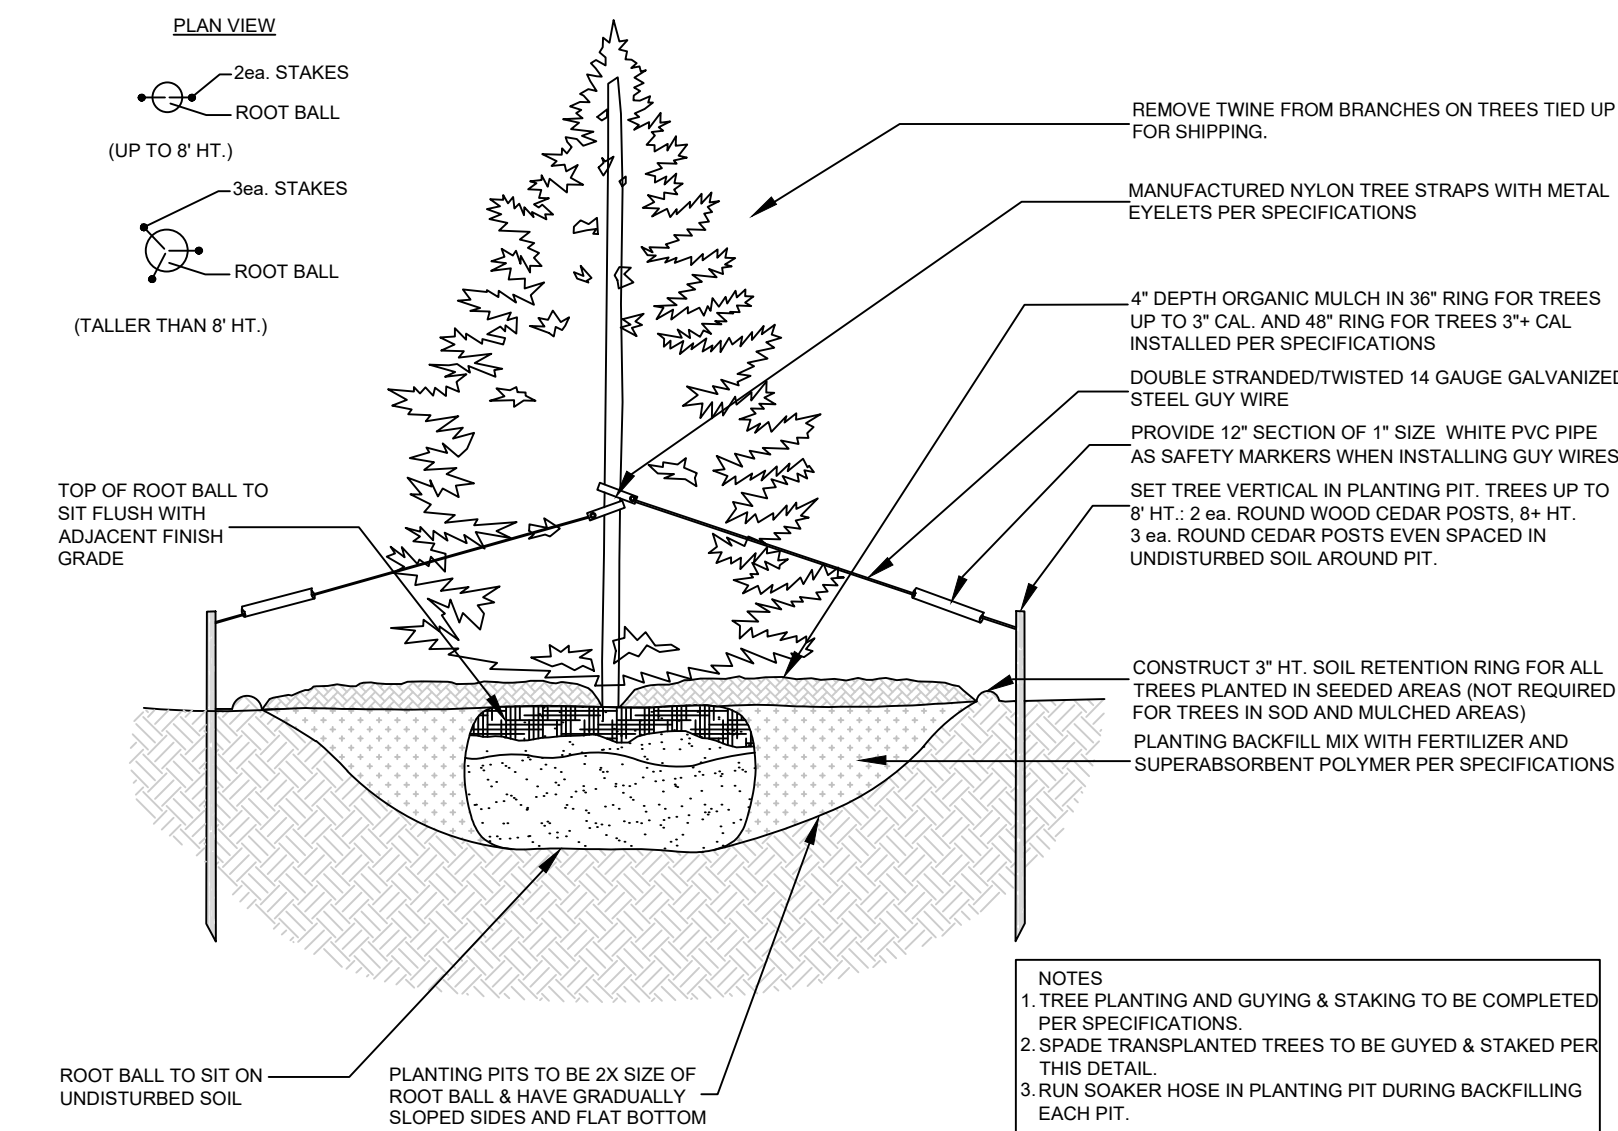 PLAN VIEW
2ea. STAKES
ROOT BALL
(UP TO 8' HT.)
3ea. STAKES
ROOT BALL
(TALLER THAN 8' HT.)
REMOVE TWINE FROM BRANCHES ON TREES TIED UP
FOR SHIPPING.
MANUFACTURED NYLON TREE STRAPS WITH METAL
EYELETS PER SPECIFICATIONS
4" DEPTH ORGANIC MULCH IN 36" RING FOR TREES
UP TO 3" CAL. AND 48" RING FOR TREES 3"+ CAL
INSTALLED PER SPECIFICATIONS
DOUBLE STRANDED/TWISTED 14 GAUGE GALVANIZED
STEEL GUY WIRE
PROVIDE 12" SECTION OF 1" SIZE WHITE PVC PIPE
AS SAFETY MARKERS WHEN INSTALLING GUY WIRES
SET TREE VERTICAL IN PLANTING PIT. TREES UP TO
8' HT.: 2 ea. ROUND WOOD CEDAR POSTS, 8+ HT.
3 ea. ROUND CEDAR POSTS EVEN SPACED IN
UNDISTURBED SOIL AROUND PIT.
TOP OF ROOT BALL TO
SIT FLUSH WITH
ADJACENT FINISH
GRADE
CONSTRUCT 3" HT. SOIL RETENTION RING FOR ALL
TREES PLANTED IN SEEDED AREAS (NOT REQUIRED
FOR TREES IN SOD AND MULCHED AREAS)
PLANTING BACKFILL MIX WITH FERTILIZER AND
SUPERABSORBENT POLYMER PER SPECIFICATIONS
ROOT BALL TO SIT ON
UNDISTURBED SOIL
PLANTING PITS TO BE 2X SIZE OF
ROOT BALL & HAVE GRADUALLY
SLOPED SIDES AND FLAT BOTTOM
NOTES
1. TREE PLANTING AND GUYING & STAKING TO BE COMPLETED
PER SPECIFICATIONS.
2. SPADE TRANSPLANTED TREES TO BE GUYED & STAKED PER
THIS DETAIL.
3. RUN SOAKER HOSE IN PLANTING PIT DURING BACKFILLING
EACH PIT.